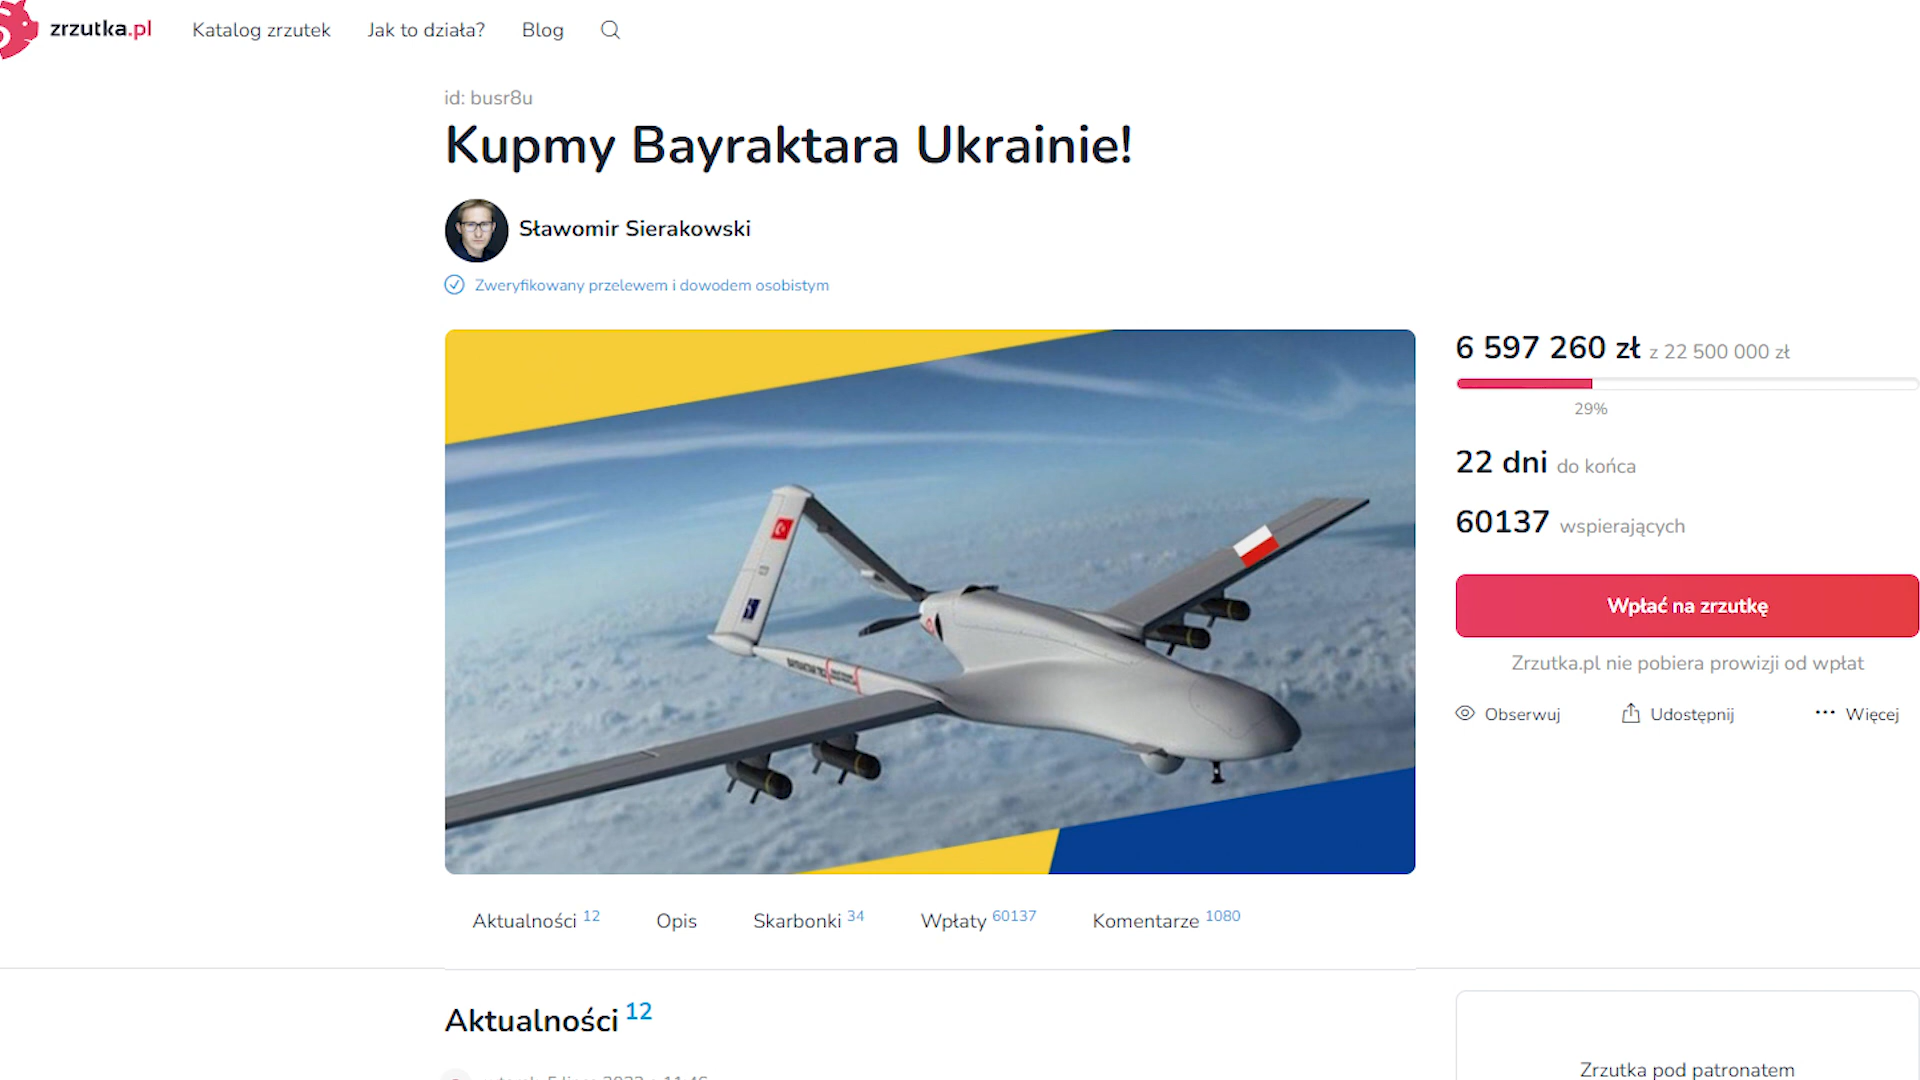 zrzutka.pl
Katalog zrzutek
Jak to działa?
Blog
id: busr8u
Kupmy Bayraktara Ukrainie!
Sławomir Sierakowski
Zweryfikowany przelewem i dowodem osobistym
6 597 260 zł z 22 500 000 zł
29%
22 dni do końca
60137 wspierających
Wpłać na zrzutkę
Zrzutka.pl nie pobiera prowizji od wpłat
Obserwuj
Udostępnij
Więcej
Aktualności 12
Opis
Skarbonki 34
Wpłaty 60137
Komentarze 1080
Aktualności 12
Zrzutka pod patronatem